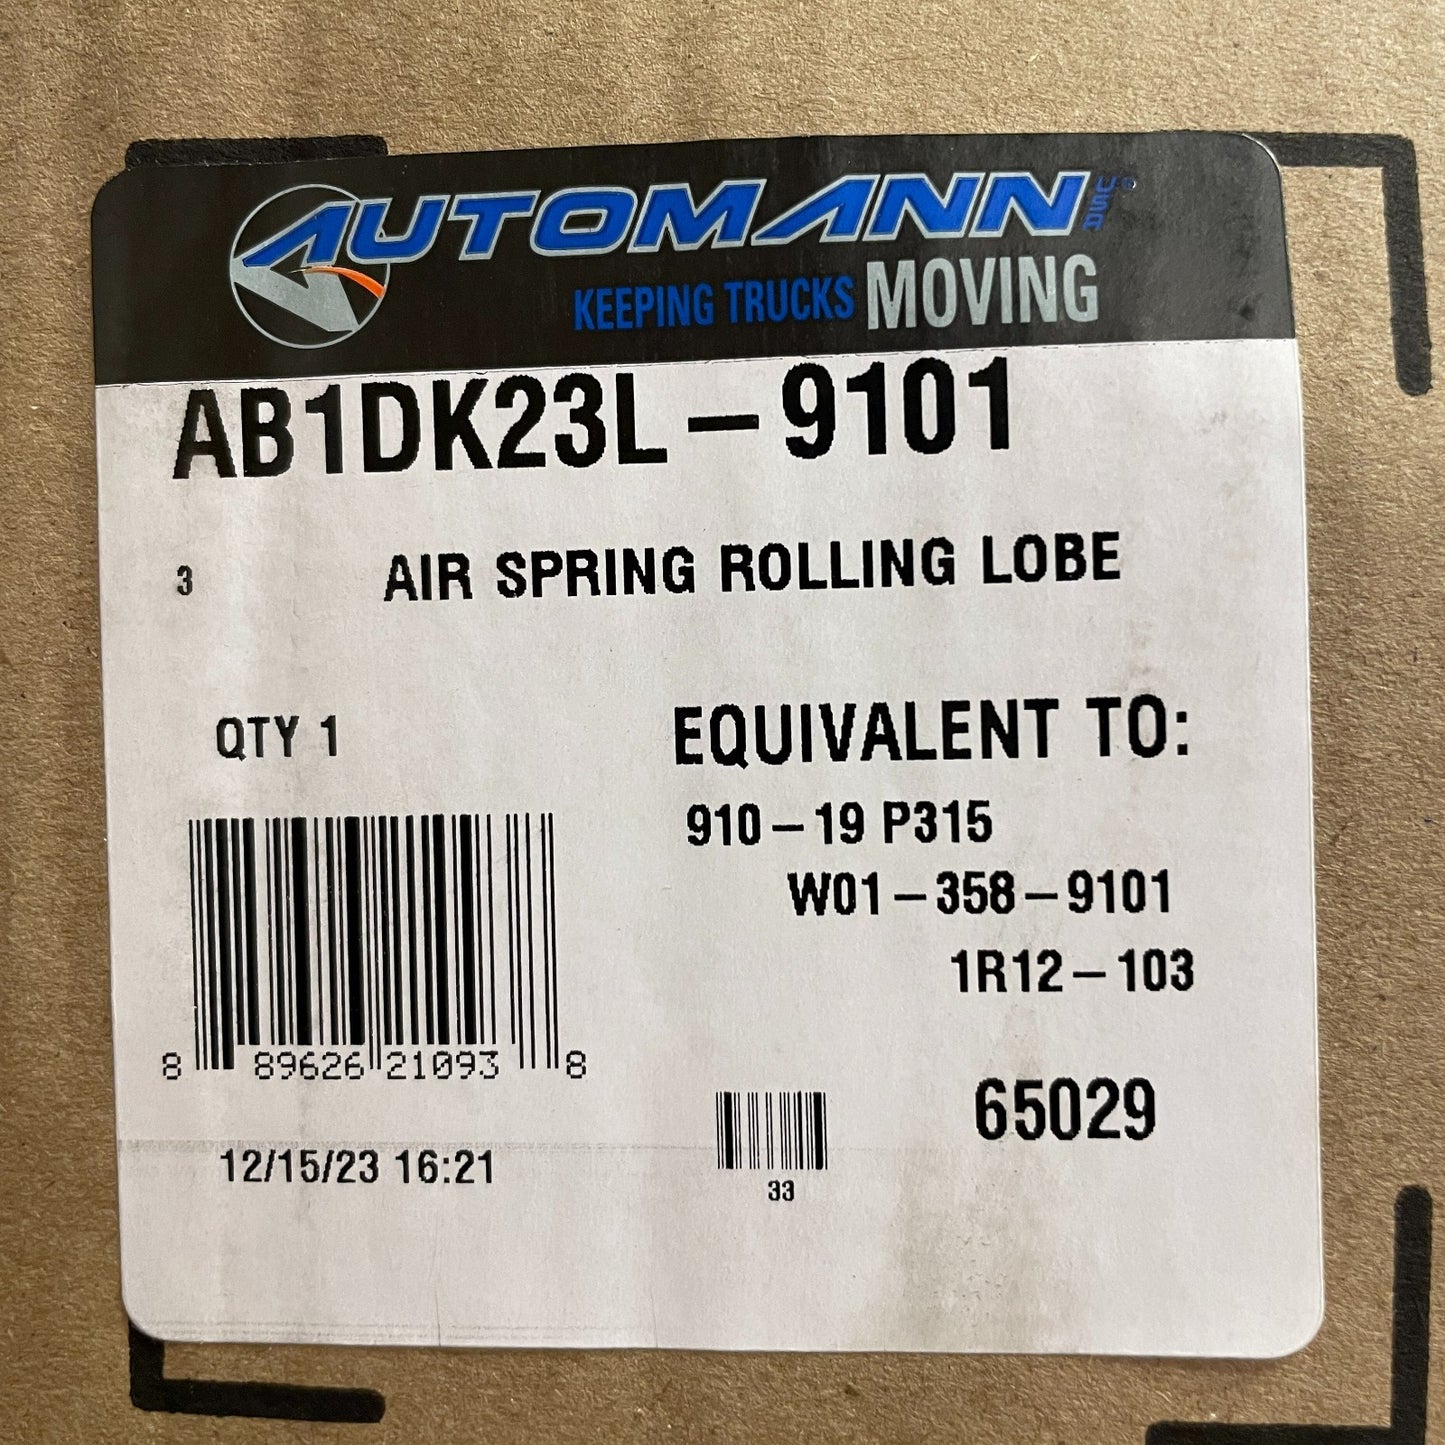 AUTOMANN USA®
KEEPING TRUCKS MOVING
AB1DK23L-9101
3 AIR SPRING ROLLING LOBE
QTY 1
EQUIVALENT TO:
910-19 P315
W01-358-9101
1R12-103
8 89626 21093 8
65029
12/15/23 16:21
33